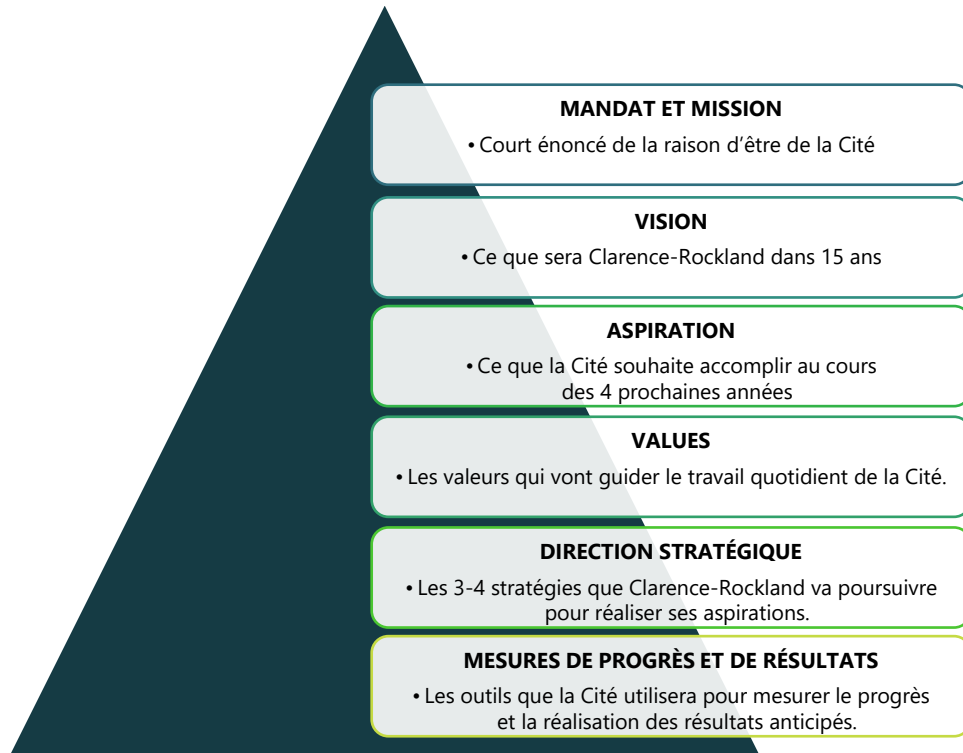 MANDAT ET MISSION
• Court énoncé de la raison d’être de la Cité
VISION
• Ce que sera Clarence-Rockland dans 15 ans
ASPIRATION
• Ce que la Cité souhaite accomplir au cours
des 4 prochaines années
VALUES
• Les valeurs qui vont guider le travail quotidient de la Cité.
DIRECTION STRATÉGIQUE
• Les 3-4 stratégies que Clarence-Rockland va poursuivre
pour réaliser ses aspirations.
MESURES DE PROGRÈS ET DE RÉSULTATS
• Les outils que la Cité utilisera pour mesurer le progrès
et la réalisation des résultats anticipés.